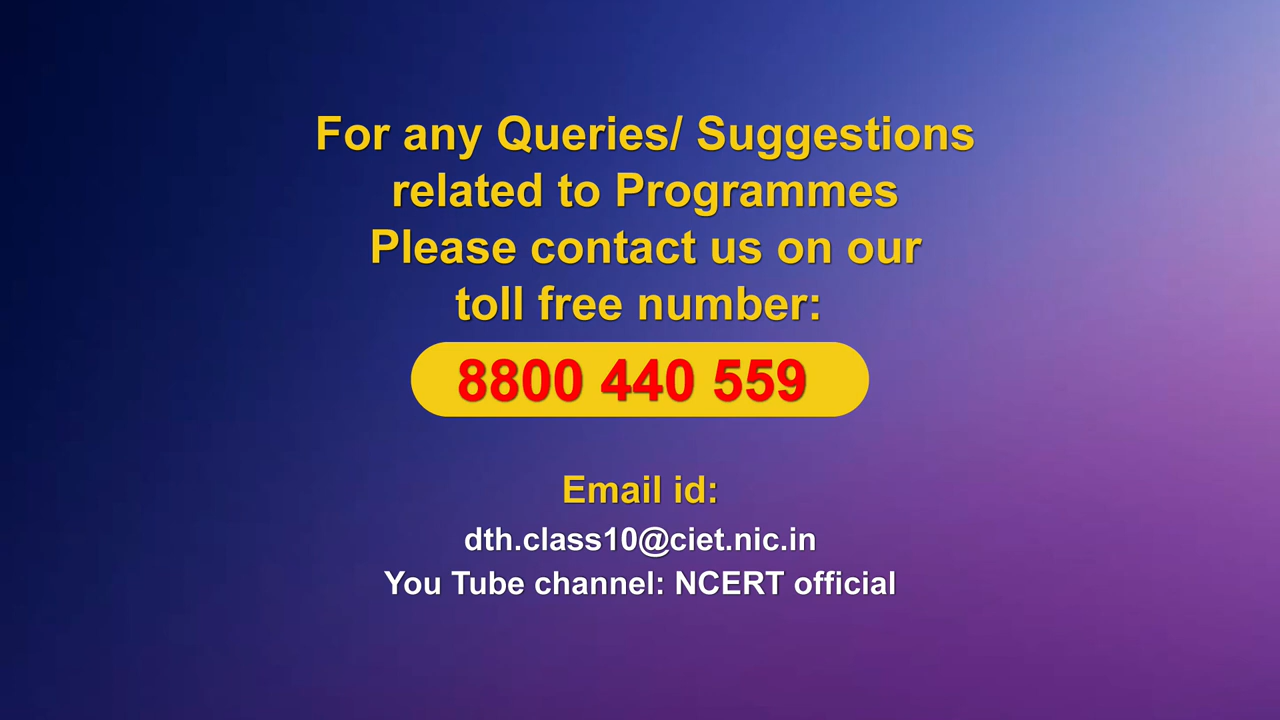 For any Queries/ Suggestions
related to Programmes
Please contact us on our
toll free number:
8800 440 559
Email id:
dth.class10@ciet.nic.in
You Tube channel: NCERT official